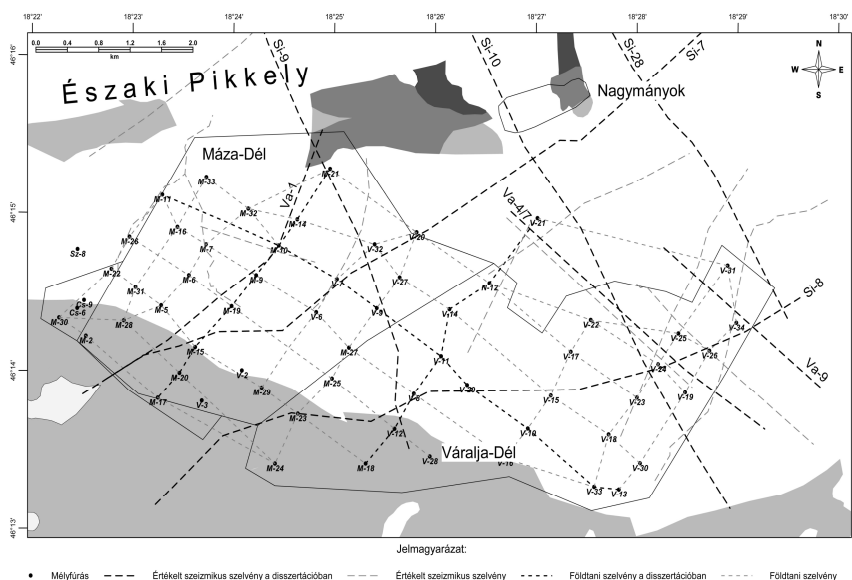 18°22' 18°23' 18°24' 18°25' 18°26' 18°27' 18°28' 18°29' 18°30'
46°16'
0.0 0.4 0.8 1.2 1.6 2.0
km
Si-9
Si-10
Si-28
Si-7
N
W E
S
Északi Pikkely
Nagymányok
Máza-Dél
Va-1
M-21
M-33
M-11
46°15'
M-32
M-14
Va-4/7
V-21
M-16
V-20
M-26
M-7
M-10
V-32
Sz-8
M-22
M-6
M-9
V-27
N-12
V-31
M-31
Si-8
Cs-9
Cs-6
M-5
M-19
V-14
M-30
M-28
V-6
V-22
V-34
M-2
V-25
M-15
M-27
V-11
V-17
V-26
46°14'
M-20
V-2
M-25
V-24
Va-9
M-29
M-17
V-3
V-15
V-23
V-19
M-23
V-12
V-10
V-18
Váralja-Dél
M-24
M-18
V-28
V-16
V-30
V-33
V-13
46°13'
Jelmagyarázat:
Mélyfúrás Értékelt szeizmikus szelvény a disszertációban Értékelt szeizmikus szelvény Földtani szelvény a disszertációban Földtani szelvény